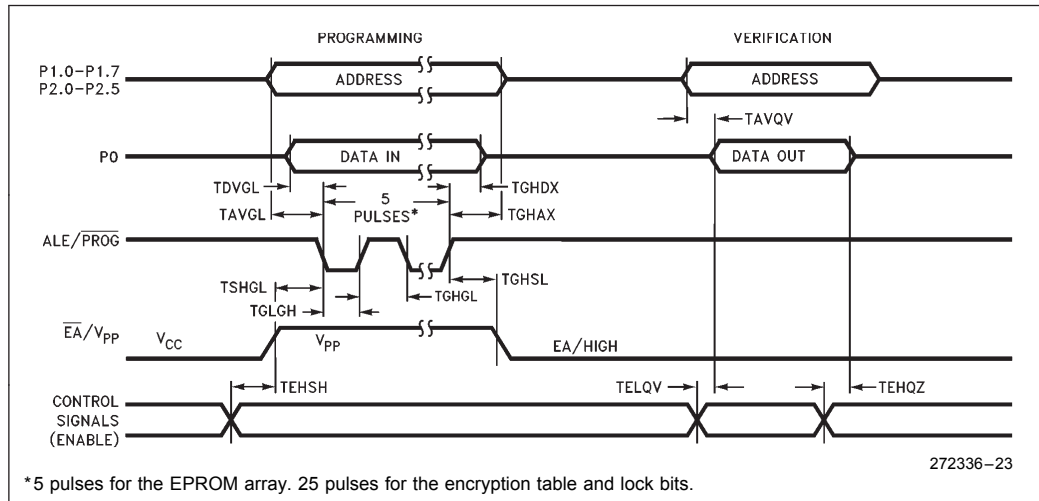 PROGRAMMING VERIFICATION
P1.0–P1.7
P2.0–P2.5
ADDRESS ADDRESS
TAVQV
P0
DATA IN DATA OUT
TDVGL 5 TGHDX
TAVGL PULSES* TGHAX
ALE/PROG
TSHGL TGHSL
TGLGH TGHGL
EA/VPP
VCC VPP EA/HIGH
TEHSH TELQV TEHQZ
CONTROL
SIGNALS
(ENABLE)
272336–23
*5 pulses for the EPROM array. 25 pulses for the encryption table and lock bits.